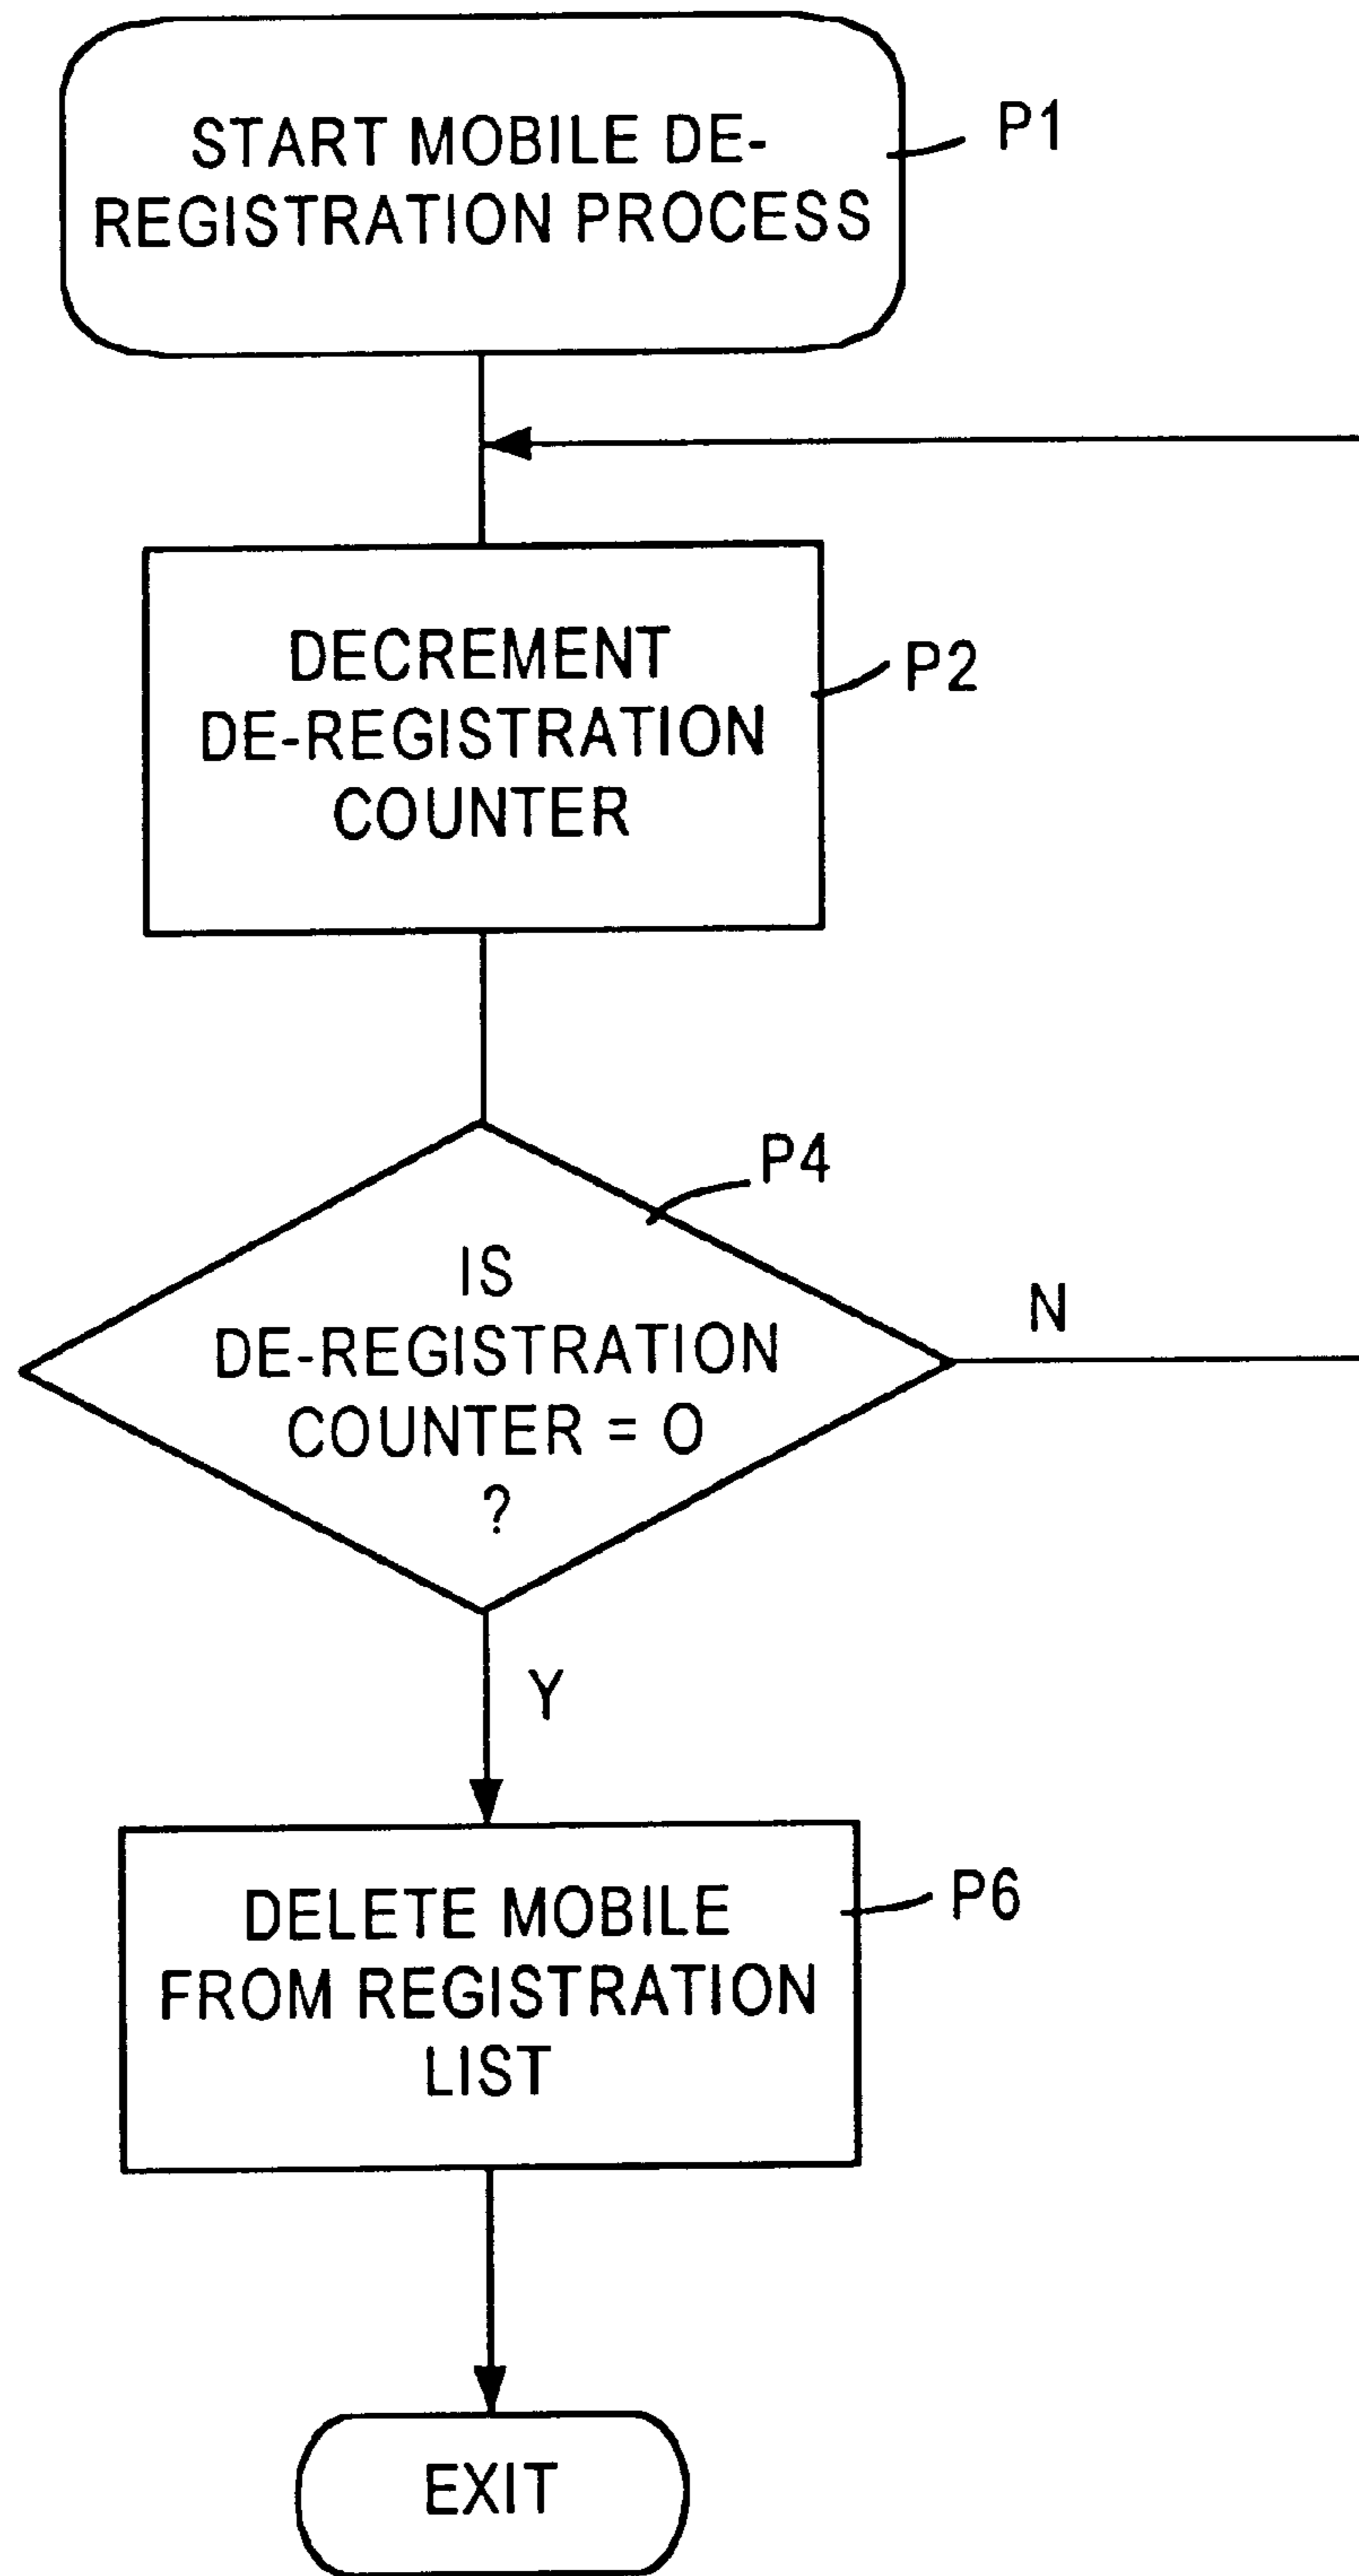 START MOBILE DE-
REGISTRATION PROCESS
P1
DECREMENT
DE-REGISTRATION
COUNTER
P2
P4
IS
DE-REGISTRATION
COUNTER = O
?
N
Y
DELETE MOBILE
FROM REGISTRATION
LIST
P6
EXIT